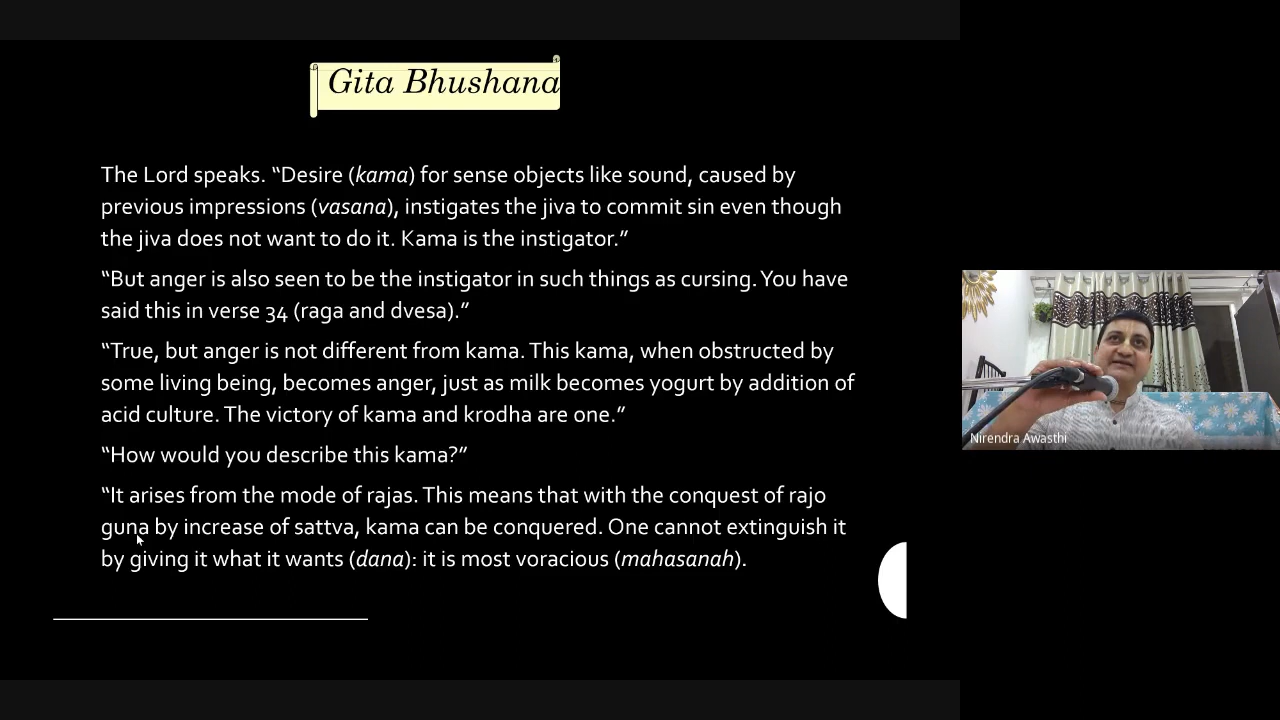 Gita Bhushana
The Lord speaks. “Desire (kama) for sense objects like sound, caused by
previous impressions (vasana), instigates the jiva to commit sin even though
the jiva does not want to do it. Kama is the instigator.”
“But anger is also seen to be the instigator in such things as cursing. You have
said this in verse 34 (raga and dvesa).”
“True, but anger is not different from kama. This kama, when obstructed by
some living being, becomes anger, just as milk becomes yogurt by addition of
acid culture. The victory of kama and krodha are one.”
“How would you describe this kama?”
“It arises from the mode of rajas. This means that with the conquest of rajo
guna by increase of sattva, kama can be conquered. One cannot extinguish it
by giving it what it wants (dana): it is most voracious (mahasanah).
Nirendra Awasthi